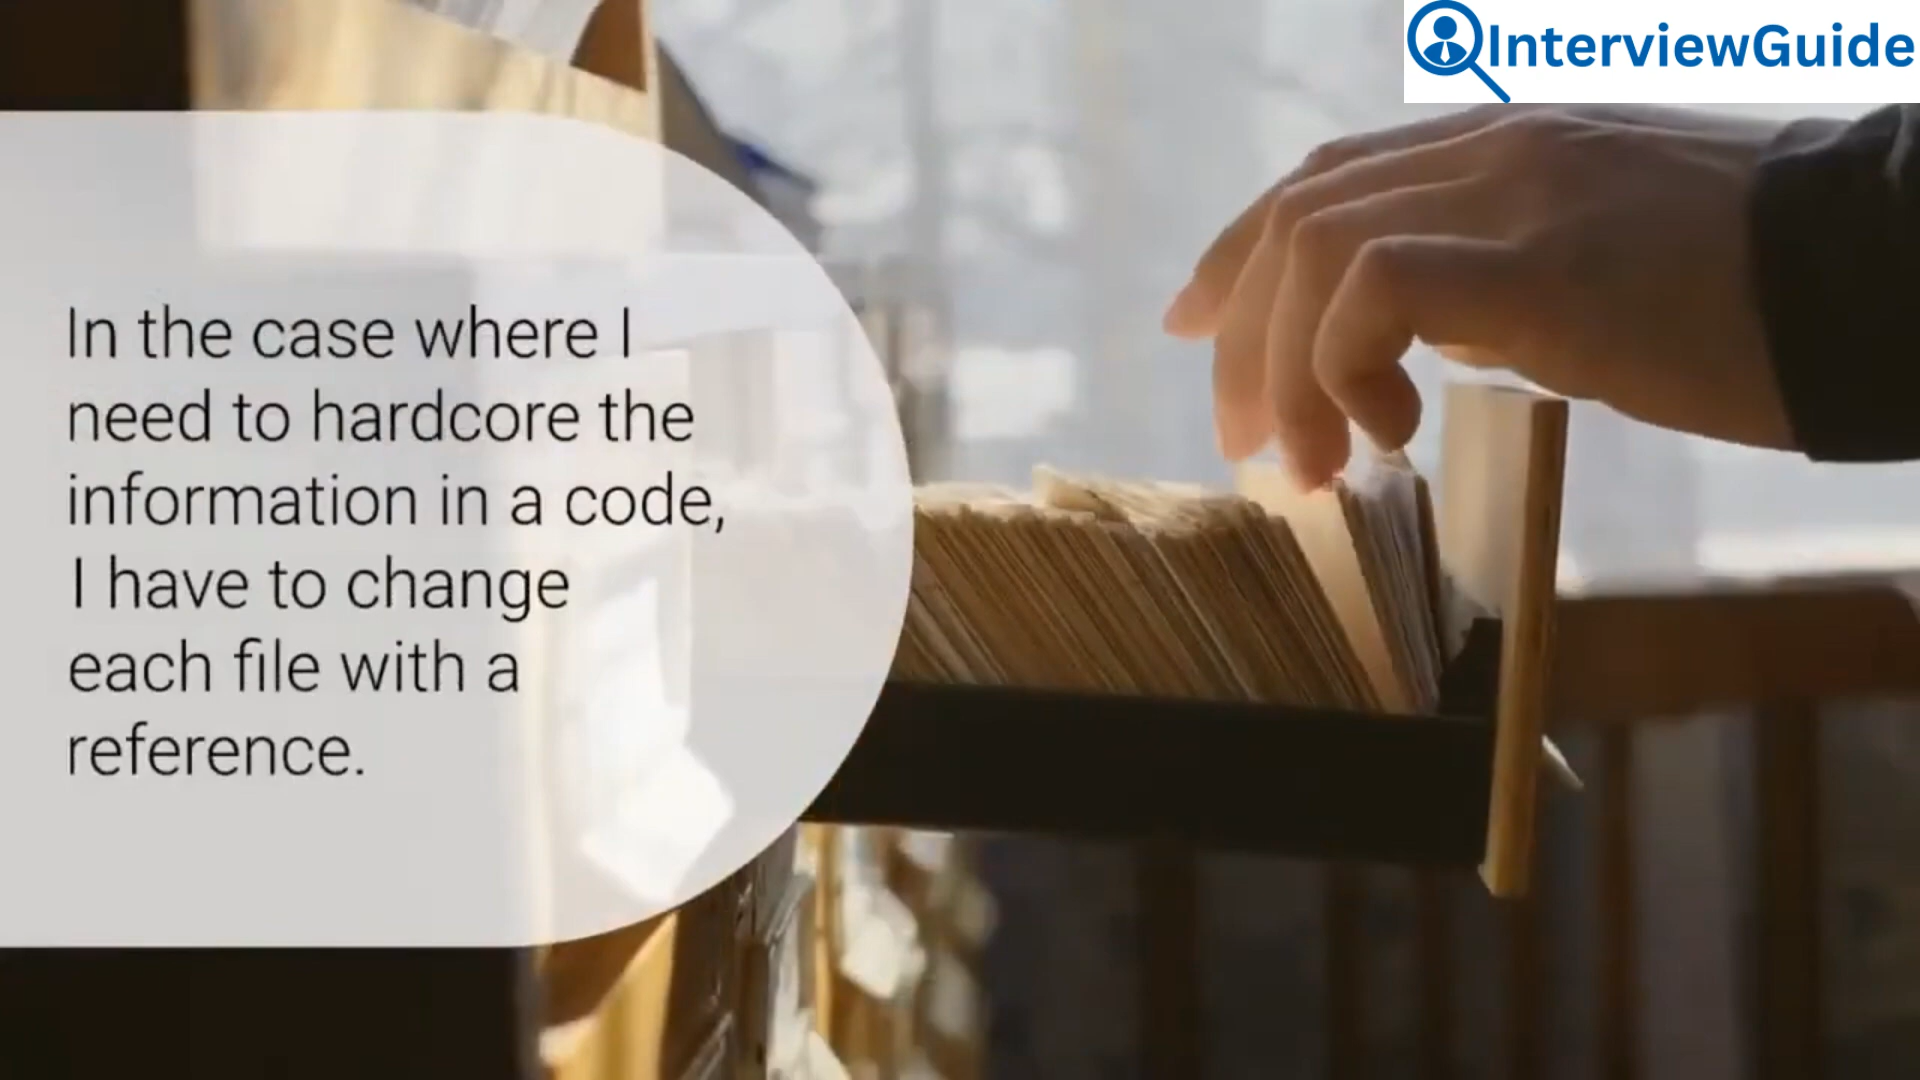 InterviewGuide
In the case where I
need to hardcore the
information in a code,
I have to change
each file with a
reference.